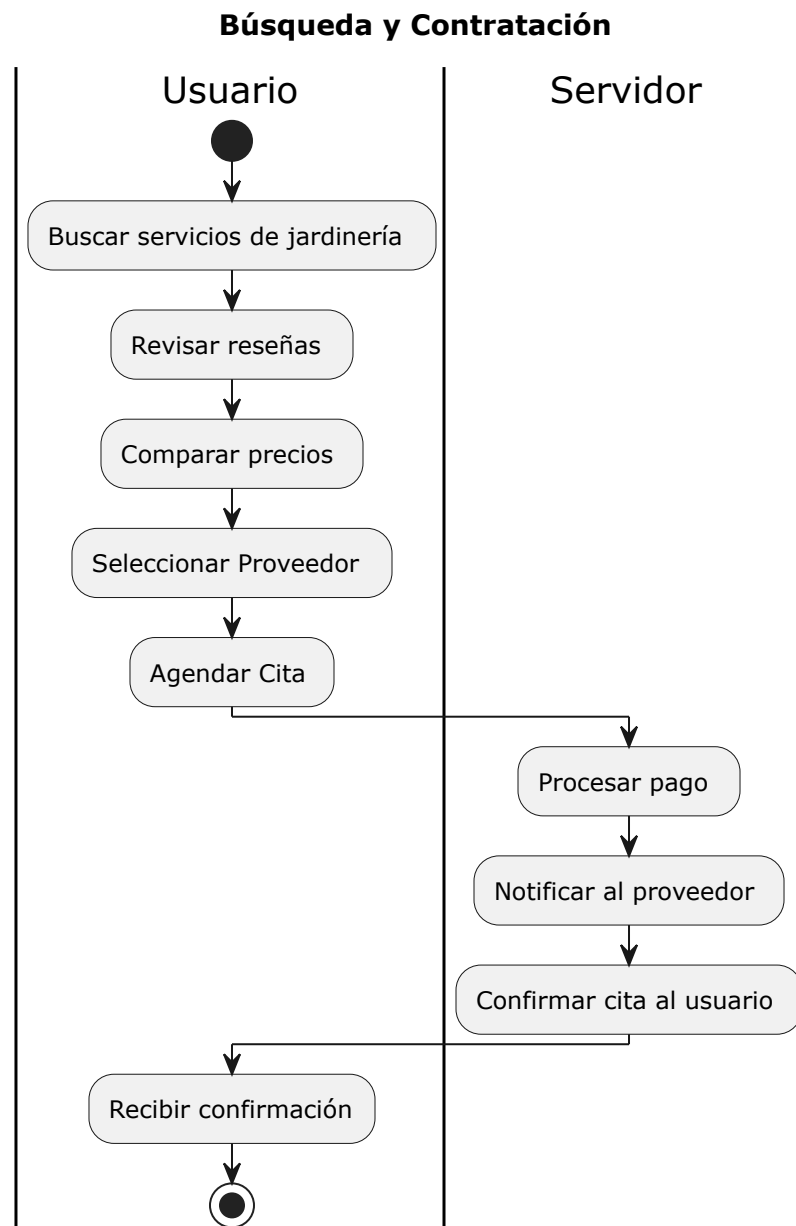 Búsqueda y Contratación
Usuario
Servidor
Buscar servicios de jardinería
Revisar reseñas
Comparar precios
Seleccionar Proveedor
Agendar Cita
Procesar pago
Notificar al proveedor
Confirmar cita al usuario
Recibir confirmación